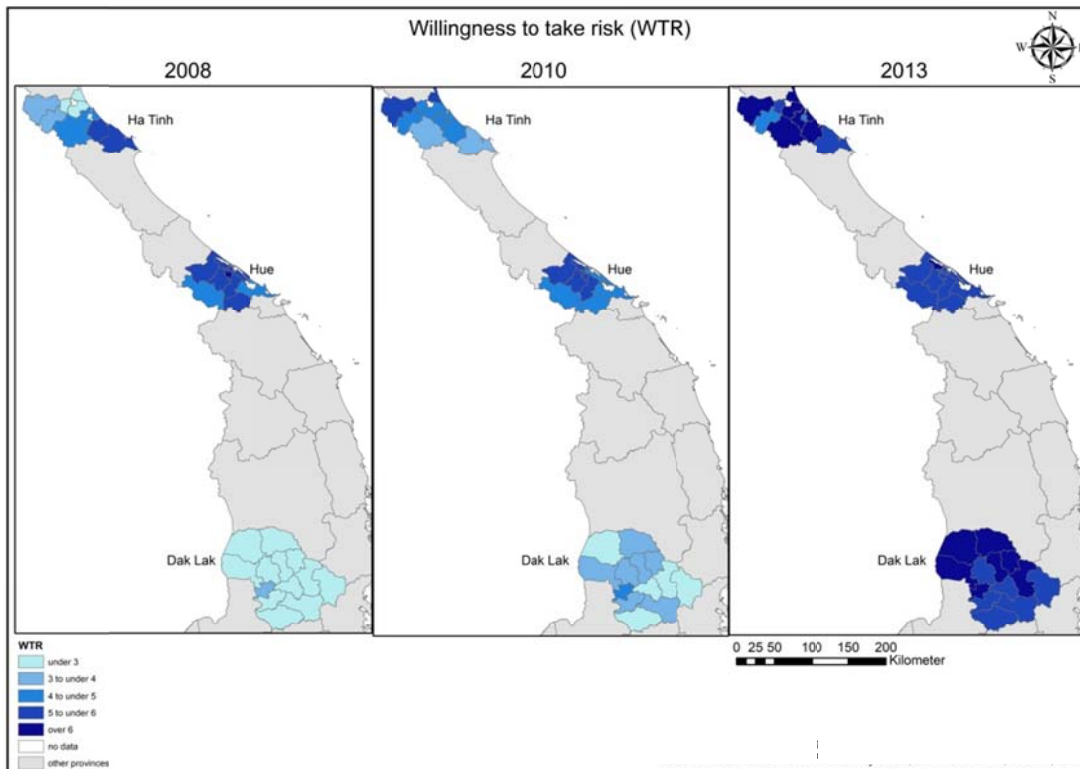 Willingness to take risk (WTR)
N
W
S
2008
2010
2013
Ha Tinh
Ha Tinh
Ha Tinh
Hue
Hue
Hue
Dak Lak
Dak Lak
Dak Lak
WTR
under 3
3 to under 4
4 to under 5
5 to under 6
over 6
no data
other provinces
0 25 50 100 150 200
Kilometer